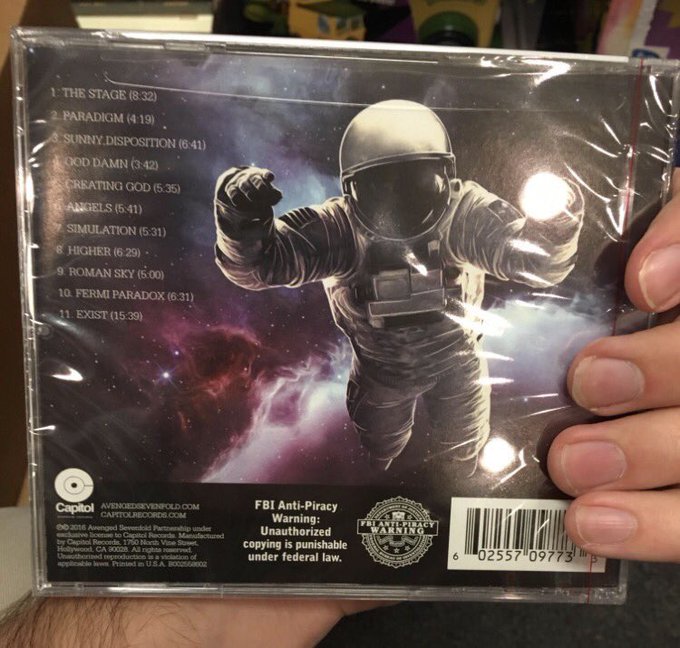 1. THE STAGE (8:32)
2. PARADIGM (4:19)
3. SUNNY DISPOSITION (6:41)
4. GOD DAMN (3:42)
CREATING GOD (5:35)
6. ANGELS (5:41)
7. SIMULATION (5:31)
8. HIGHER (6:29)
9. ROMAN SKY (5:00)
10. FERMI PARADOX (6:31)
11. EXIST (15:39)
Capitol
AVENGEDSEVENFOLD.COM
CAPITOLRECORDS.COM
℗© 2016 Avenged Sevenfold Partnership under
exclusive license to Capitol Records. Manufactured
by Capitol Records, 1750 North Vine Street,
Hollywood, CA 90028. All rights reserved.
Unauthorized reproduction is a violation of
applicable laws. Printed in U.S.A. B002558602
FBI Anti-Piracy
Warning:
Unauthorized
copying is punishable
under federal law.
FBI ANTI-PIRACY
WARNING
6 02557 09773